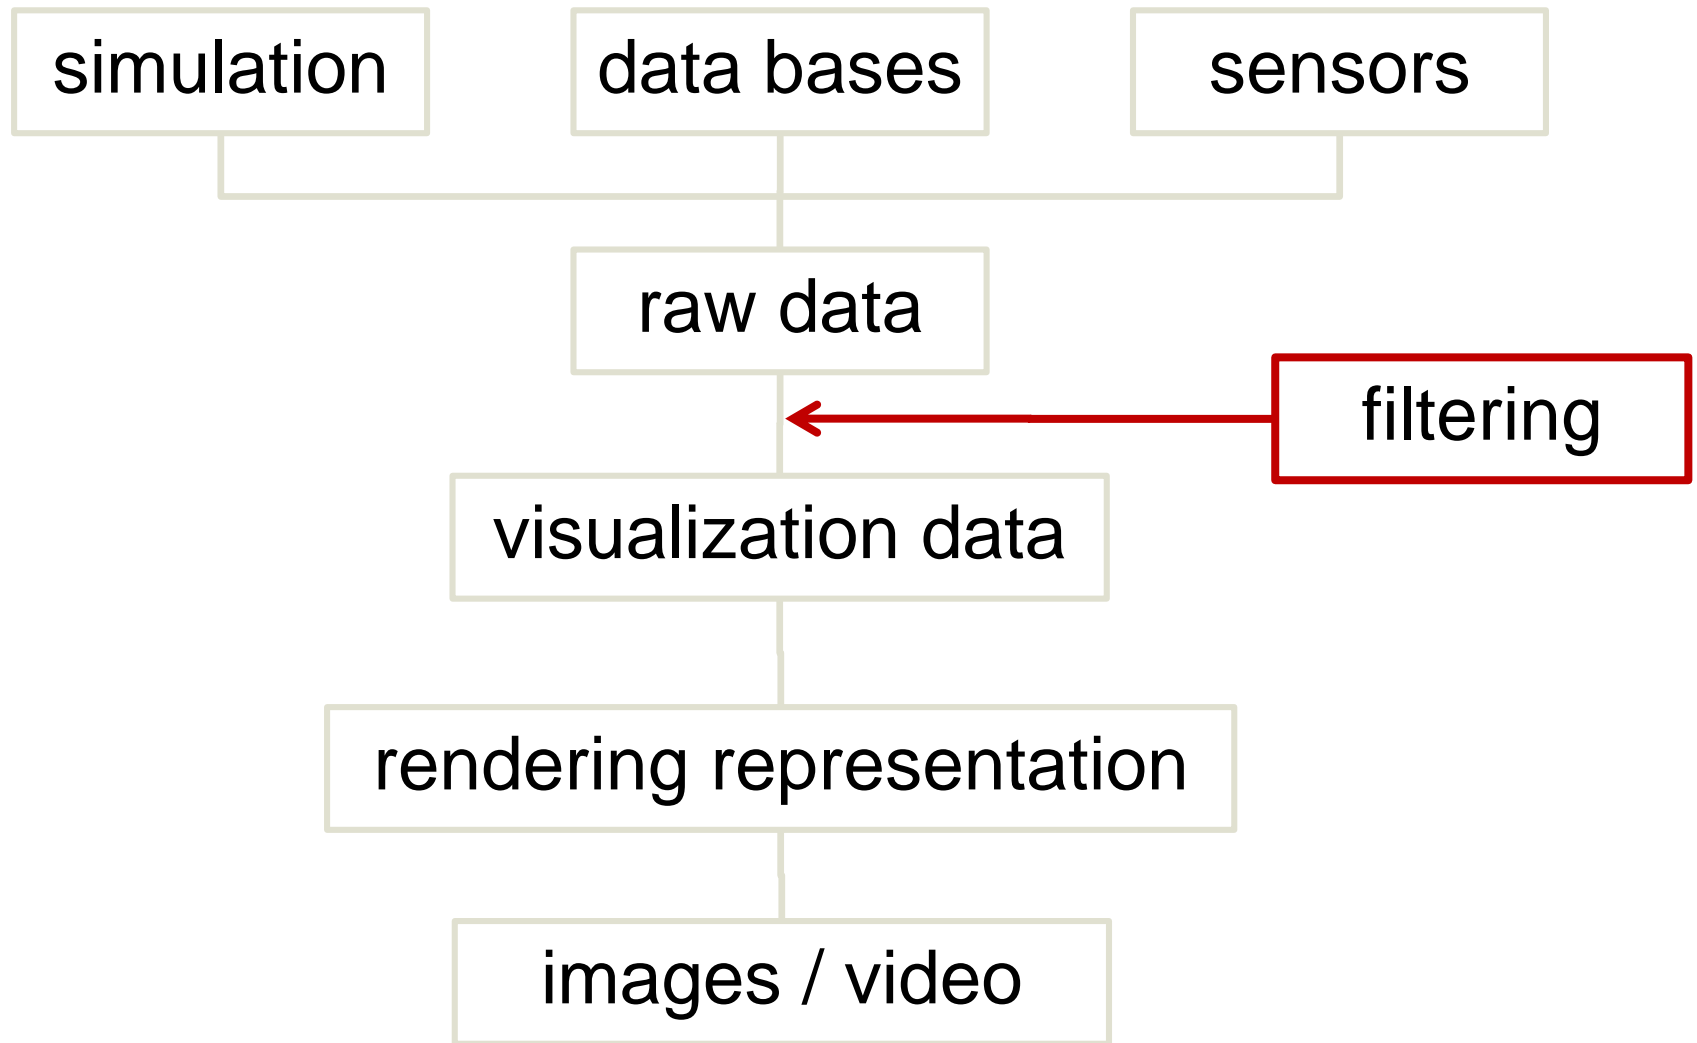 simulation
data bases
sensors
raw data
filtering
visualization data
rendering representation
images / video